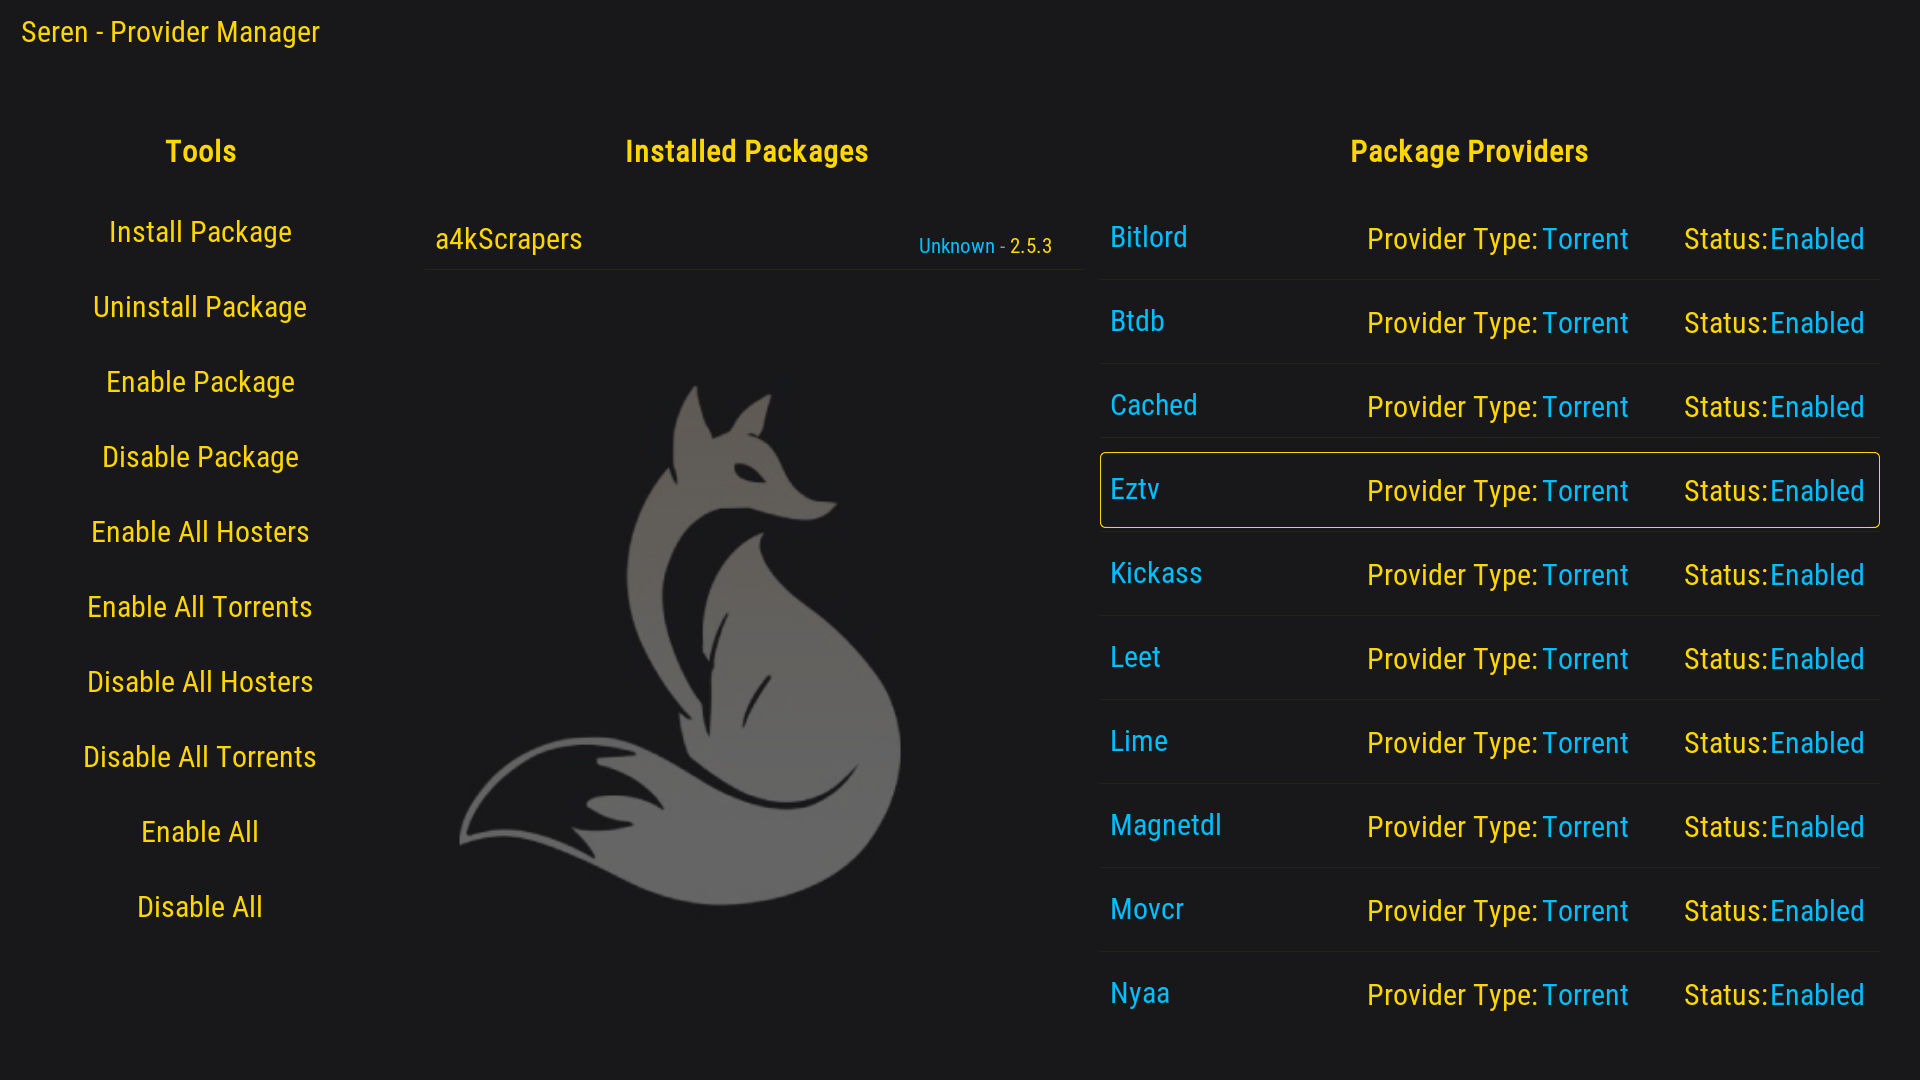 Seren - Provider Manager
Tools
Install Package
Uninstall Package
Enable Package
Disable Package
Enable All Hosters
Enable All Torrents
Disable All Hosters
Disable All Torrents
Enable All
Disable All
Installed Packages
a4kScrapers Unknown - 2.5.3
Package Providers
Bitlord Provider Type: Torrent Status: Enabled
Btdb Provider Type: Torrent Status: Enabled
Cached Provider Type: Torrent Status: Enabled
Eztv Provider Type: Torrent Status: Enabled
Kickass Provider Type: Torrent Status: Enabled
Leet Provider Type: Torrent Status: Enabled
Lime Provider Type: Torrent Status: Enabled
Magnetdl Provider Type: Torrent Status: Enabled
Movcr Provider Type: Torrent Status: Enabled
Nyaa Provider Type: Torrent Status: Enabled